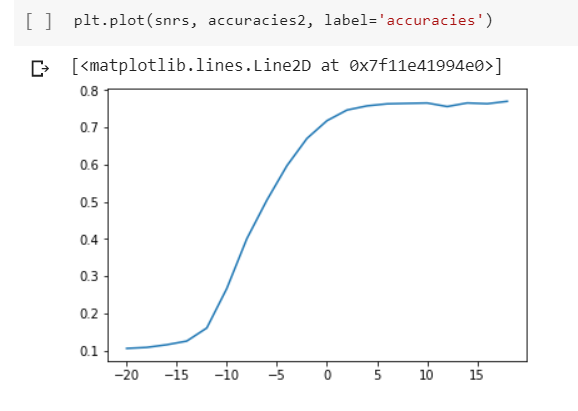 [ ] plt.plot(snrs, accuracies2, label='accuracies')
[<matplotlib.lines.Line2D at 0x7f11e41994e0>]
0.8
0.7
0.6
0.5
0.4
0.3
0.2
0.1
−20 −15 −10 −5 0 5 10 15